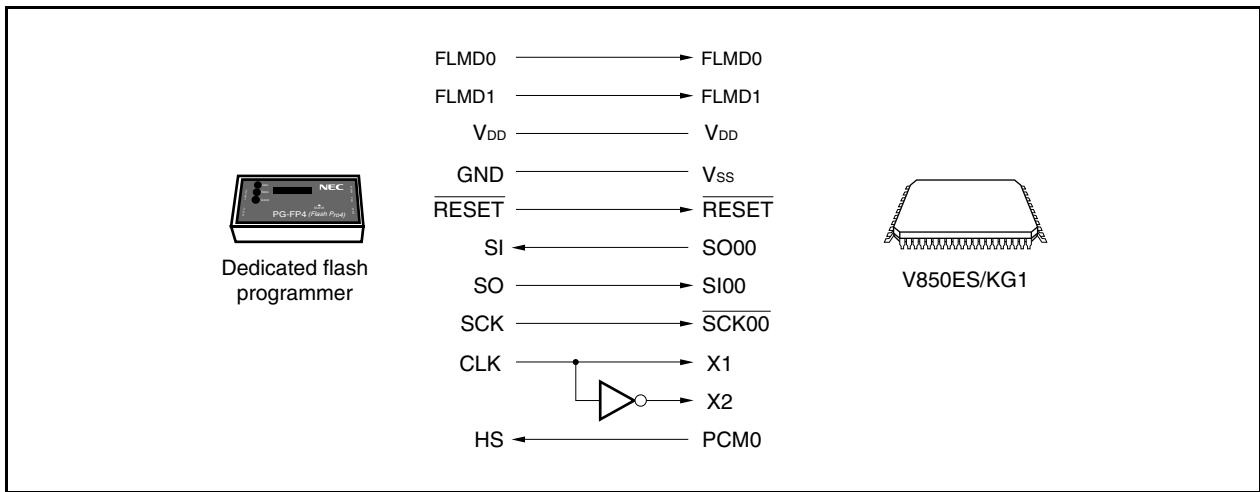 FLMD0 FLMD0
FLMD1 FLMD1
VDD VDD
GND VSS
RESET RESET
SI SO00
SO SI00
SCK SCK00
CLK X1
X2
HS PCM0
NEC
PG-FP4 (Flash Pro4)
Dedicated flash
programmer
V850ES/KG1